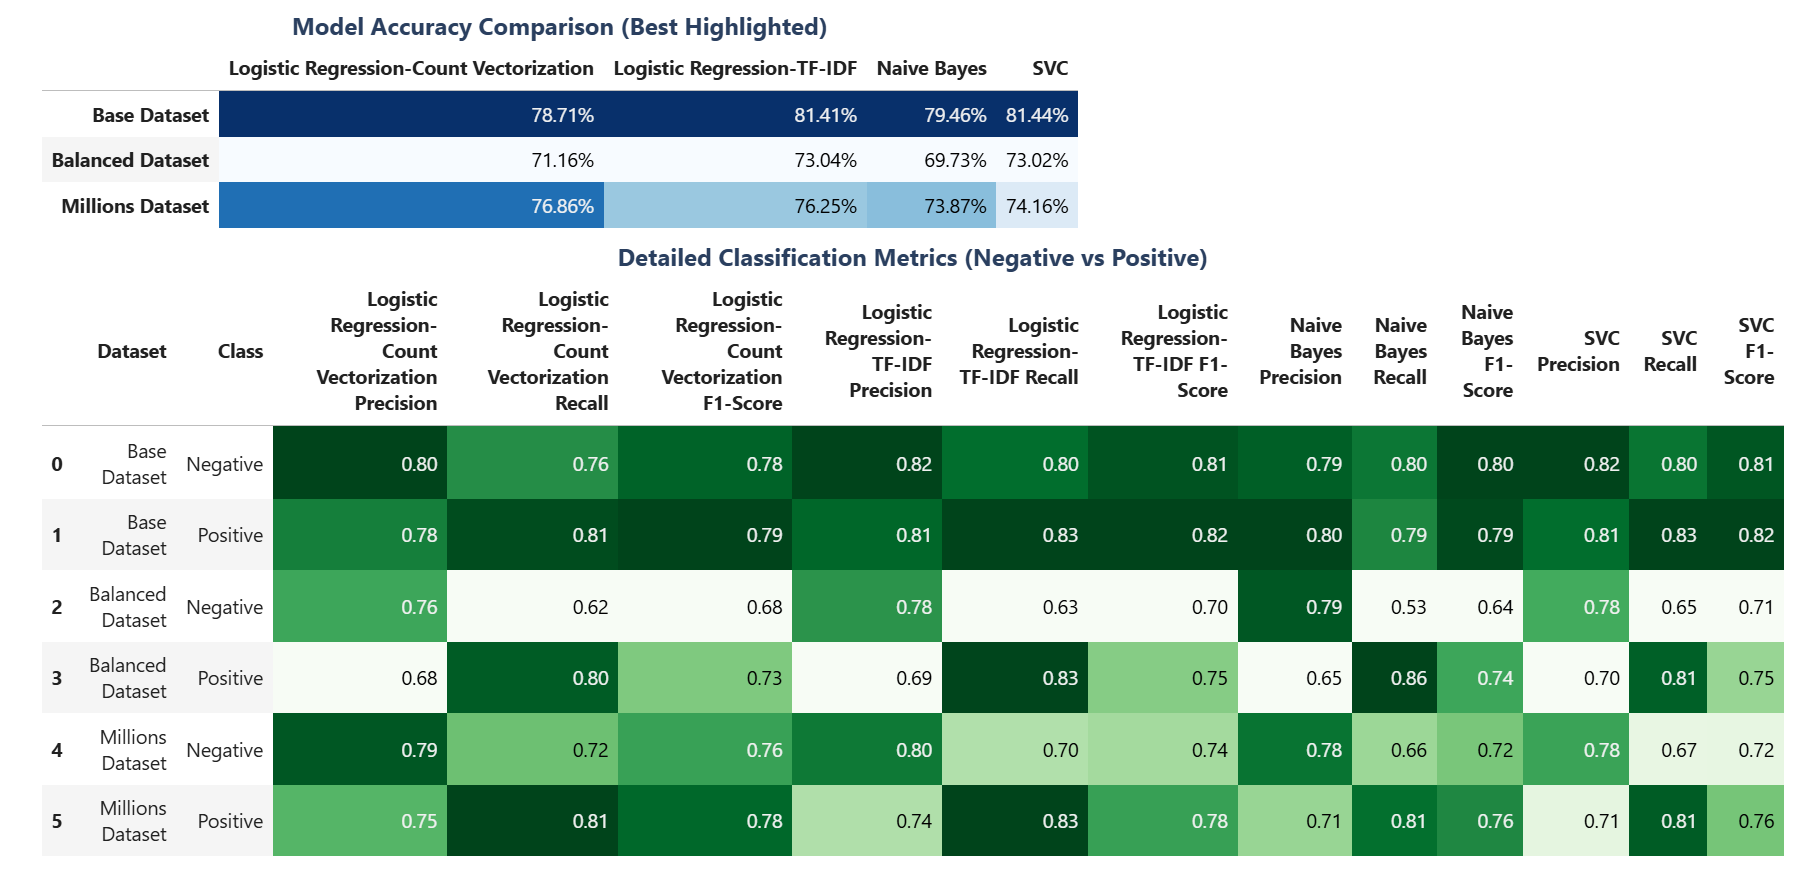 Model Accuracy Comparison (Best Highlighted)
Logistic Regression-Count Vectorization Logistic Regression-TF-IDF Naive Bayes SVC
Base Dataset 78.71% 81.41% 79.46% 81.44%
Balanced Dataset 71.16% 73.04% 69.73% 73.02%
Millions Dataset 76.86% 76.25% 73.87% 74.16%
Detailed Classification Metrics (Negative vs Positive)
Dataset Class Logistic Regression-Count Vectorization Precision Logistic Regression-Count Vectorization Recall Logistic Regression-Count Vectorization F1-Score Logistic Regression-TF-IDF Precision Logistic Regression-TF-IDF Recall Logistic Regression-TF-IDF F1-Score Naive Bayes Precision Naive Bayes Recall Naive Bayes F1-Score SVC Precision SVC Recall SVC F1-Score
0 Base Dataset Negative 0.80 0.76 0.78 0.82 0.80 0.81 0.79 0.80 0.80 0.82 0.80 0.81
1 Base Dataset Positive 0.78 0.81 0.79 0.81 0.83 0.82 0.80 0.79 0.79 0.81 0.83 0.82
2 Balanced Dataset Negative 0.76 0.62 0.68 0.78 0.63 0.70 0.79 0.53 0.64 0.78 0.65 0.71
3 Balanced Dataset Positive 0.68 0.80 0.73 0.69 0.83 0.75 0.65 0.86 0.74 0.70 0.81 0.75
4 Millions Dataset Negative 0.79 0.72 0.76 0.80 0.70 0.74 0.78 0.66 0.72 0.78 0.67 0.72
5 Millions Dataset Positive 0.75 0.81 0.78 0.74 0.83 0.78 0.71 0.81 0.76 0.71 0.81 0.76